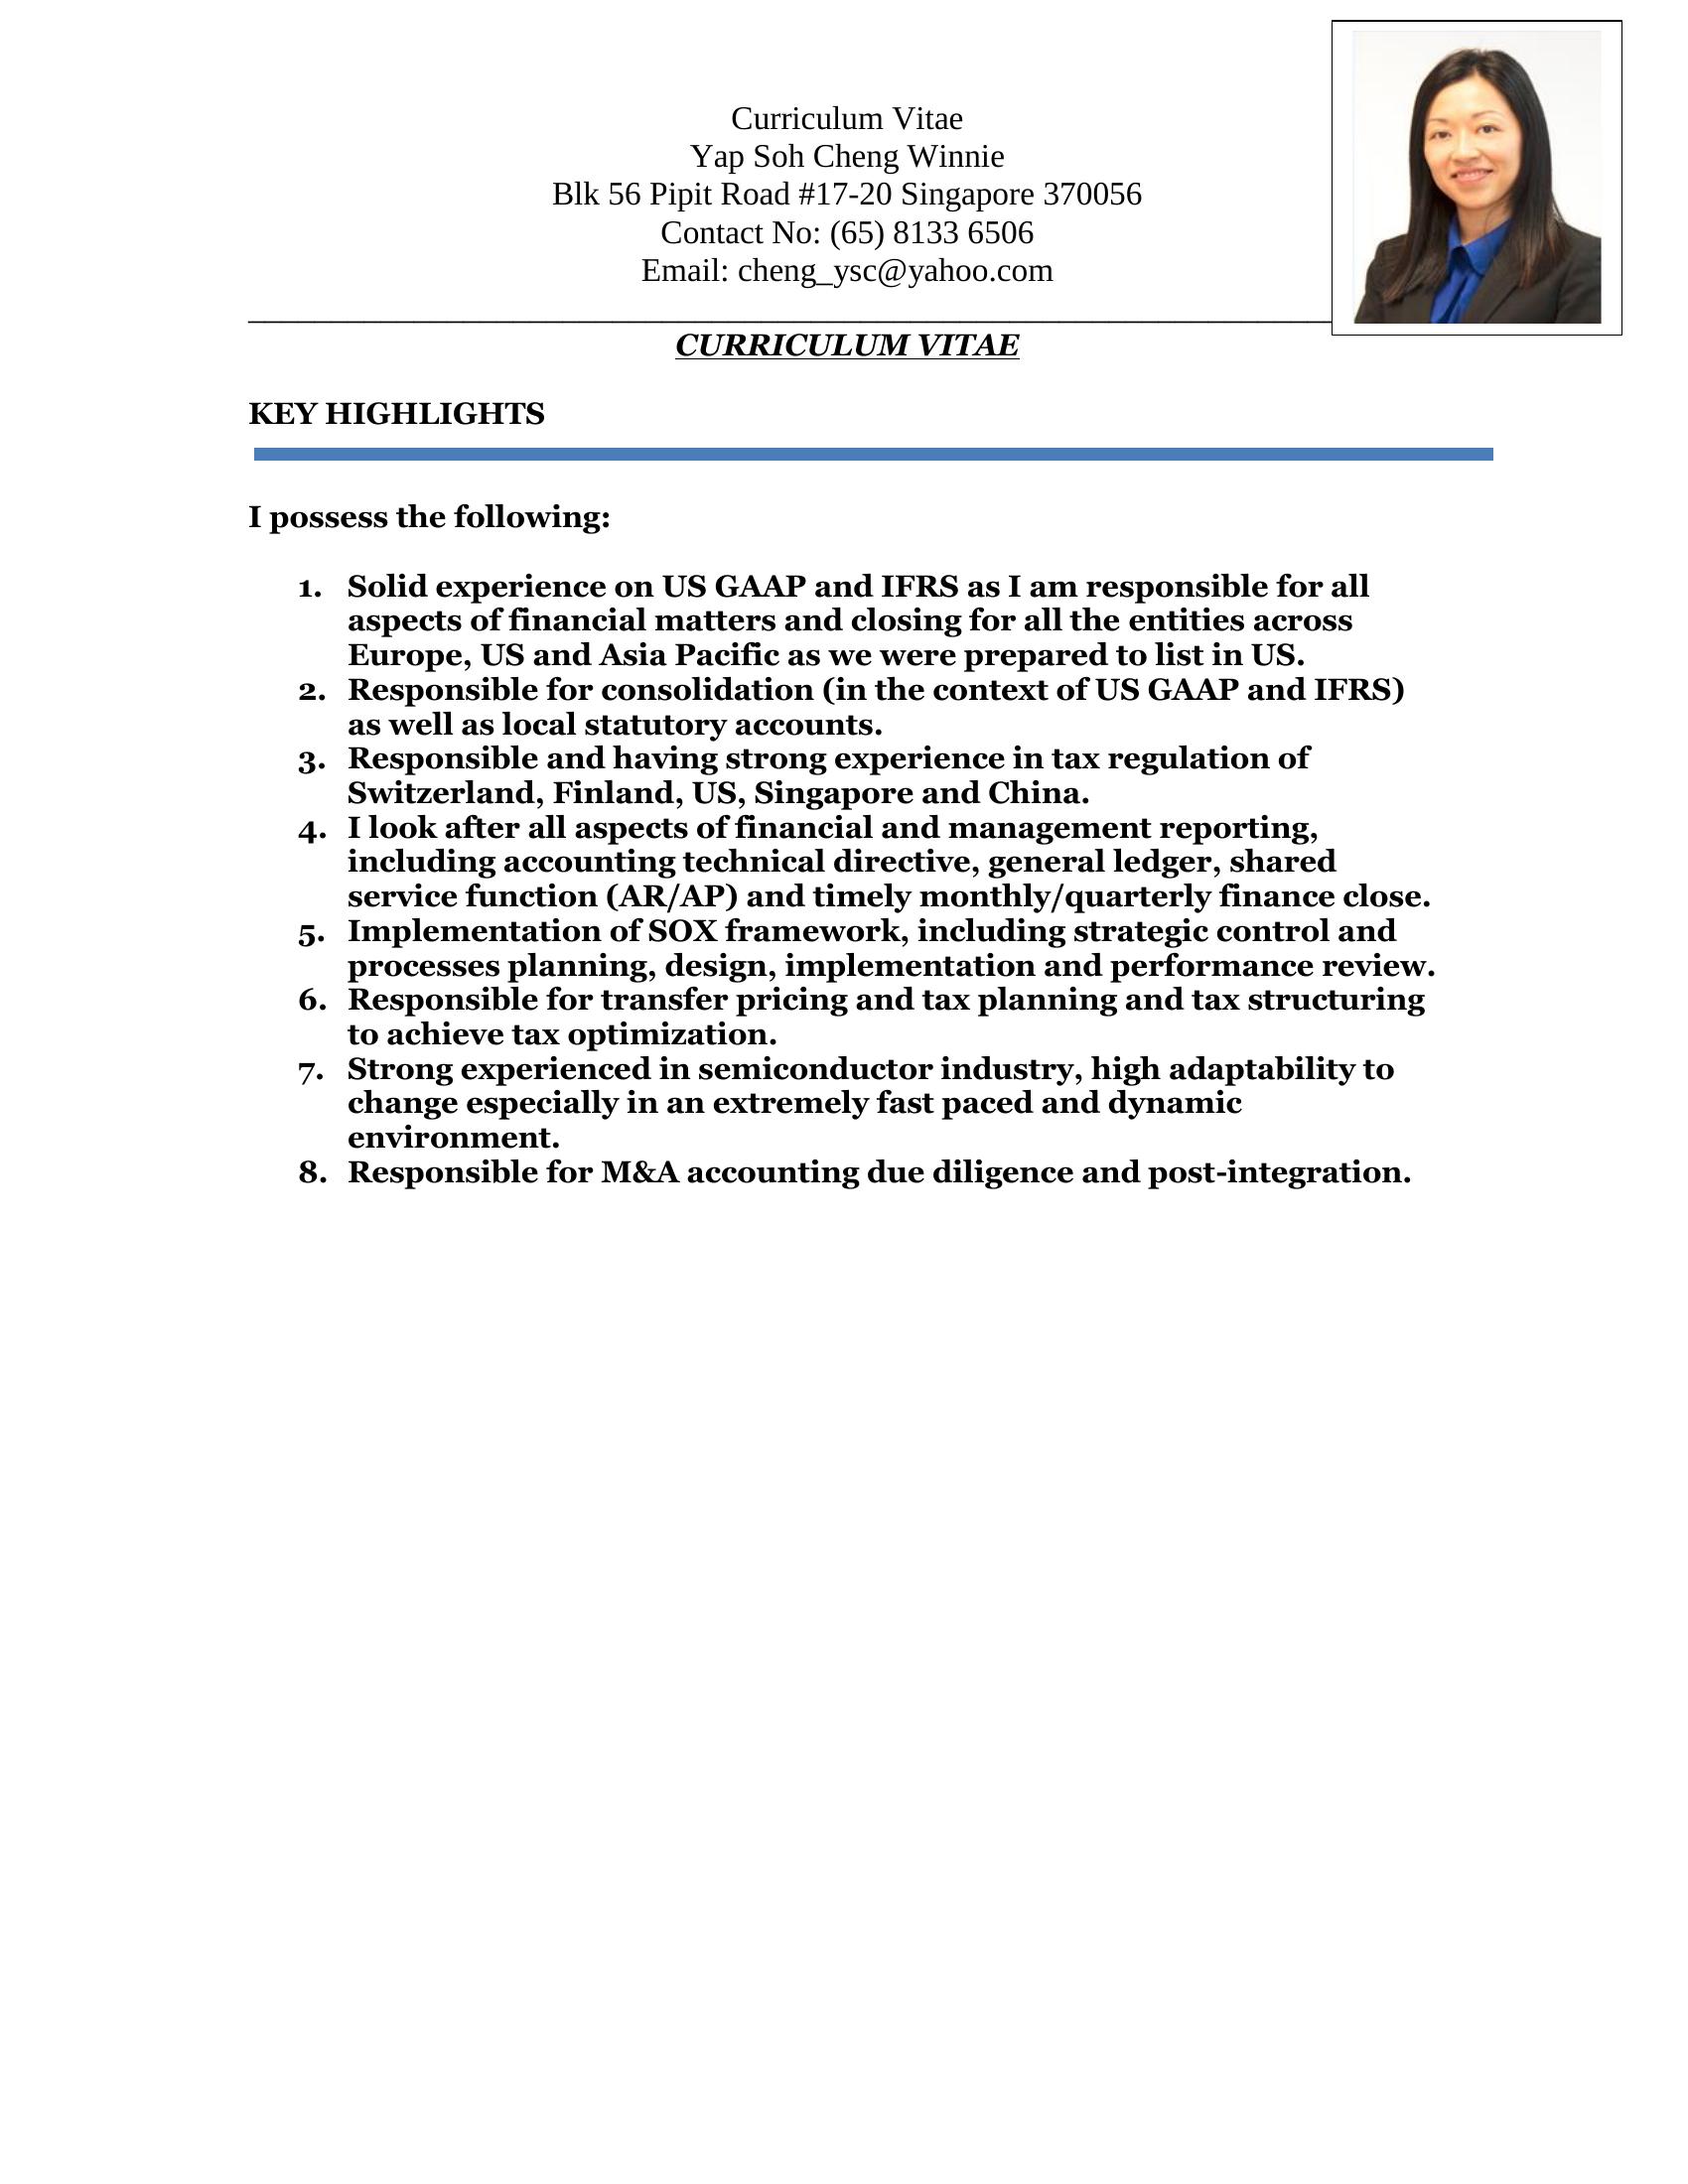 Curriculum Vitae
Yap Soh Cheng Winnie
Blk 56 Pipit Road #17-20 Singapore 370056
Contact No: (65) 8133 6506
Email: cheng_ysc@yahoo.com
CURRICULUM VITAE
KEY HIGHLIGHTS
I possess the following:
1. Solid experience on US GAAP and IFRS as I am responsible for all
aspects of financial matters and closing for all the entities across
Europe, US and Asia Pacific as we were prepared to list in US.
2. Responsible for consolidation (in the context of US GAAP and IFRS)
as well as local statutory accounts.
3. Responsible and having strong experience in tax regulation of
Switzerland, Finland, US, Singapore and China.
4. I look after all aspects of financial and management reporting,
including accounting technical directive, general ledger, shared
service function (AR/AP) and timely monthly/quarterly finance close.
5. Implementation of SOX framework, including strategic control and
processes planning, design, implementation and performance review.
6. Responsible for transfer pricing and tax planning and tax structuring
to achieve tax optimization.
7. Strong experienced in semiconductor industry, high adaptability to
change especially in an extremely fast paced and dynamic
environment.
8. Responsible for M&A accounting due diligence and post-integration.